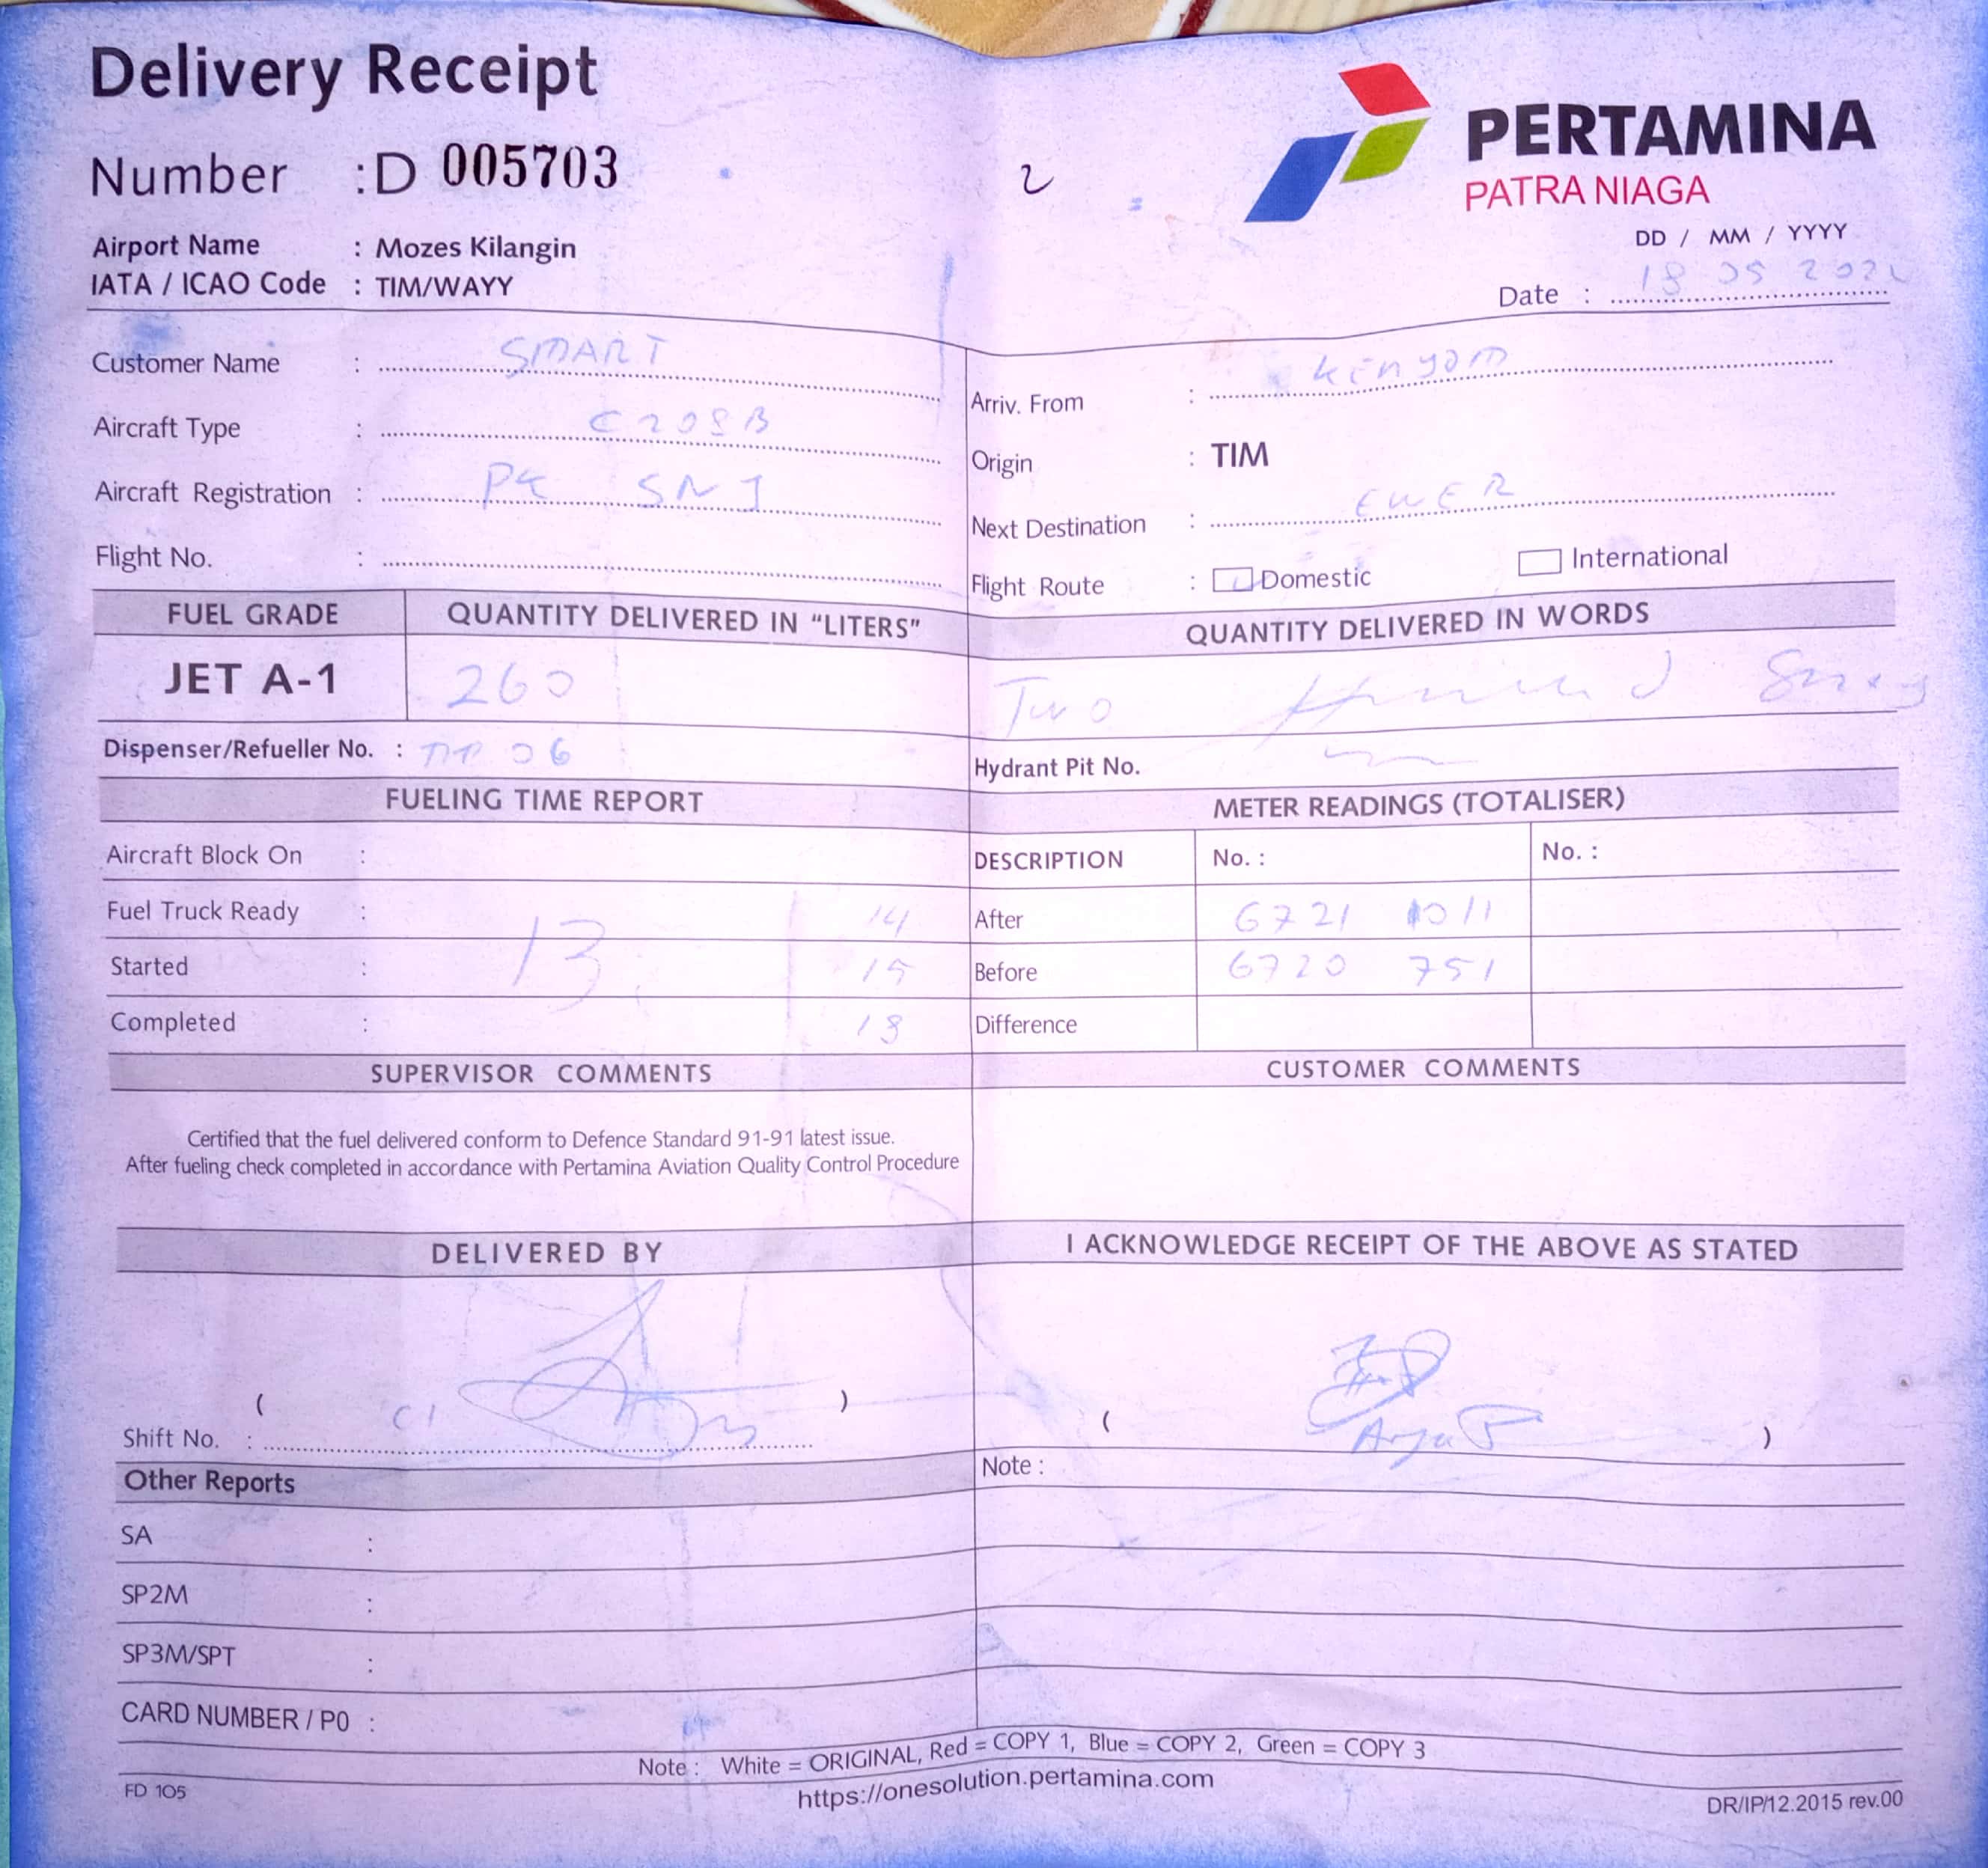 Delivery Receipt
PERTAMINA
PATRA NIAGA
Number :D 005703
2
Airport Name : Mozes Kilangin
IATA / ICAO Code : TIM/WAYY
DD / MM / YYYY
Date : 18 05 202
Customer Name : SMART
Aircraft Type : C208B
Aircraft Registration : PK SNJ
Flight No. :
Arriv. From : Kenyam
Origin : TIM
Next Destination : EWER
Flight Route : Domestic International
FUEL GRADE QUANTITY DELIVERED IN “LITERS” QUANTITY DELIVERED IN WORDS
JET A-1 260 Two Hundred
Dispenser/Refueller No. : 06
Hydrant Pit No.
FUELING TIME REPORT
Aircraft Block On :
Fuel Truck Ready : 14
Started : 13 15
Completed : 18
METER READINGS (TOTALISER)
DESCRIPTION No. : No. :
After 6721 1011
Before 6720 751
Difference
SUPERVISOR COMMENTS
Certified that the fuel delivered conform to Defence Standard 91-91 latest issue.
After fueling check completed in accordance with Pertamina Aviation Quality Control Procedure
CUSTOMER COMMENTS
DELIVERED BY
( )
Shift No. : C1
I ACKNOWLEDGE RECEIPT OF THE ABOVE AS STATED
( )
Other Reports
SA :
SP2M :
SP3M/SPT :
CARD NUMBER / P0 :
Note :
Note : White = ORIGINAL, Red = COPY 1, Blue = COPY 2, Green = COPY 3
FD 105
https://onesolution.pertamina.com
DR/IP/12.2015 rev.00